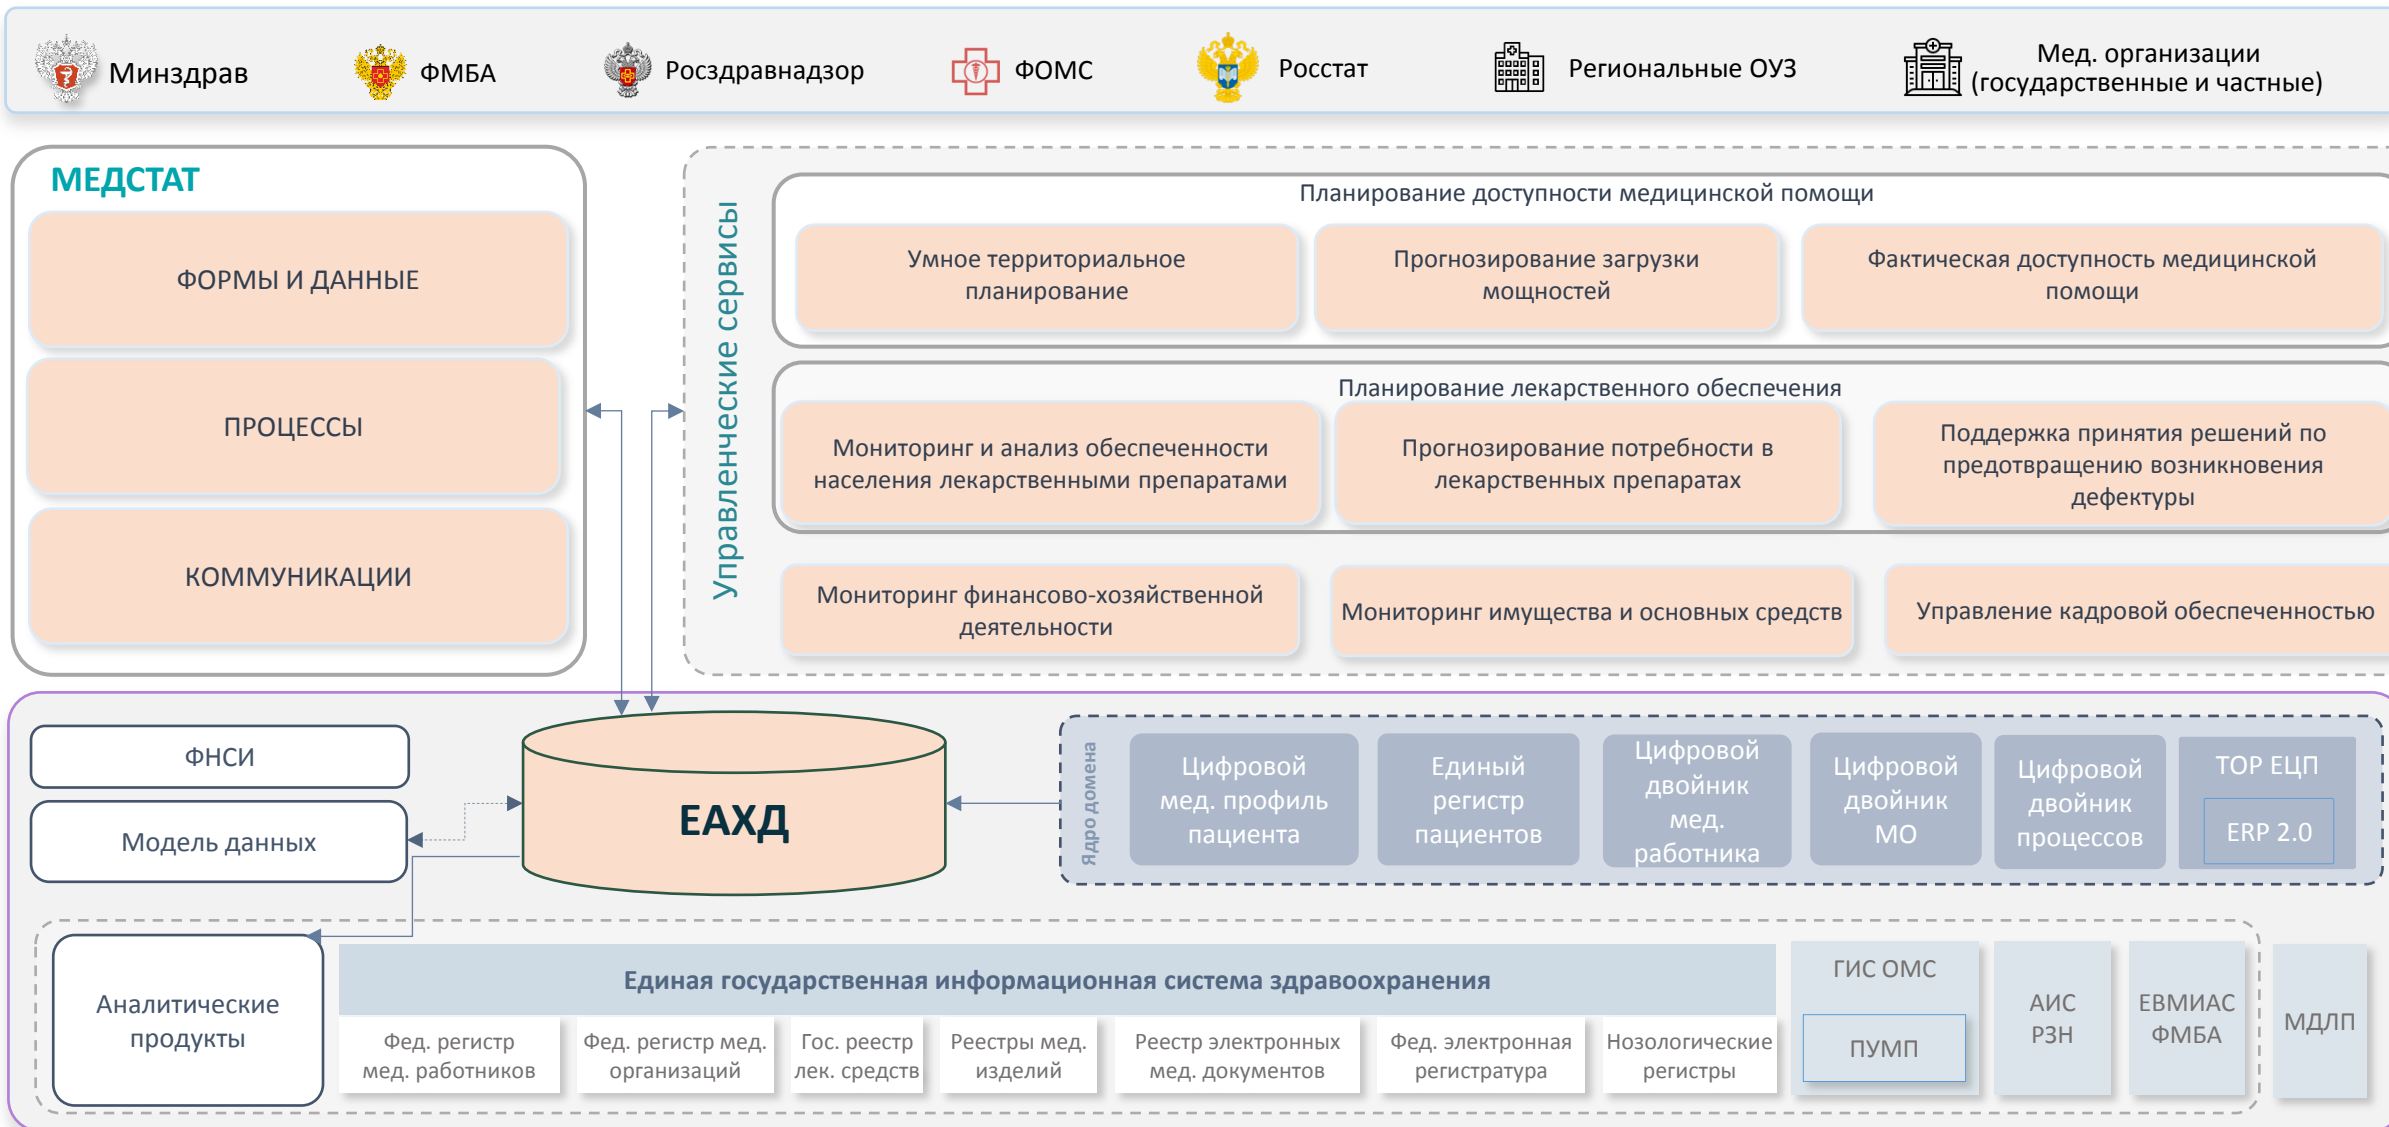 Минздрав
ФМБА
Росздравнадзор
ФОМС
Росстат
Региональные ОУЗ
Мед. организации
(государственные и частные)
МЕДСТАТ
ФОРМЫ И ДАННЫЕ
ПРОЦЕССЫ
КОММУНИКАЦИИ
Управленческие сервисы
Планирование доступности медицинской помощи
Умное территориальное
планирование
Прогнозирование загрузки
мощностей
Фактическая доступность медицинской
помощи
Планирование лекарственного обеспечения
Мониторинг и анализ обеспеченности
населения лекарственными препаратами
Прогнозирование потребности в
лекарственных препаратах
Поддержка принятия решений по
предотвращению возникновения
дефектуры
Мониторинг финансово-хозяйственной
деятельности
Мониторинг имущества и основных средств
Управление кадровой обеспеченностью
ФНСИ
Модель данных
ЕАХД
Ядро домена
Цифровой
мед. профиль
пациента
Единый
регистр
пациентов
Цифровой
двойник
мед.
работника
Цифровой
двойник
МО
Цифровой
двойник
процессов
ТОР ЕЦП
ERP 2.0
Аналитические
продукты
Единая государственная информационная система здравоохранения
Фед. регистр
мед. работников
Фед. регистр мед.
организаций
Гос. реестр
лек. средств
Реестры мед.
изделий
Реестр электронных
мед. документов
Фед. электронная
регистратура
Нозологические
регистры
ГИС ОМС
ПУМП
АИС
РЗН
ЕВМИАС
ФМБА
МДЛП